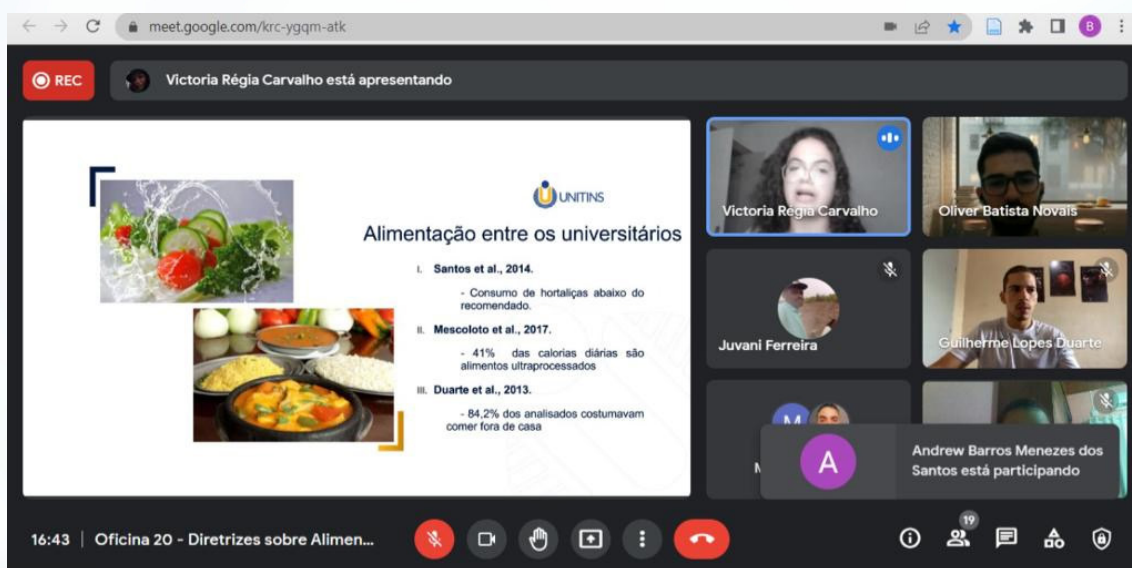 meet.google.com/krc-ygqm-atk
B
REC
Victoria Régia Carvalho está apresentando
UNITINS
Alimentação entre os universitários
I. Santos et al., 2014.
- Consumo de hortaliças abaixo do
recomendado.
II. Mescoloto et al., 2017.
- 41% das calorias diárias são
alimentos ultraprocessados
III. Duarte et al., 2013.
- 84,2% dos analisados costumavam
comer fora de casa
Victoria Régia Carvalho
Oliver Batista Novais
Juvani Ferreira
Guilherme Lopes Duarte
M
A
Andrew Barros Menezes dos
Santos está participando
16:43 | Oficina 20 - Diretrizes sobre Alimen...
19